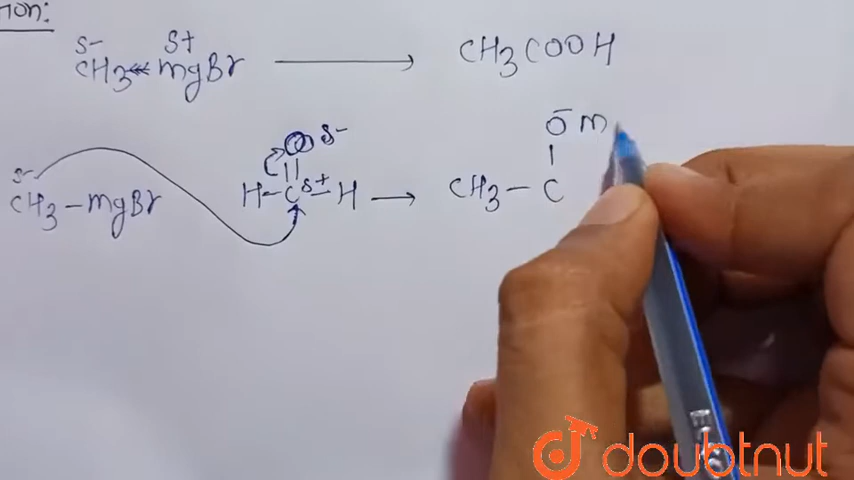 ion:
S- S+
CH3 mgBr → CH3COOH
O S- Ō m
S- || |
CH3 – mgBr H – C S+ – H → CH3 – C
doubtnut